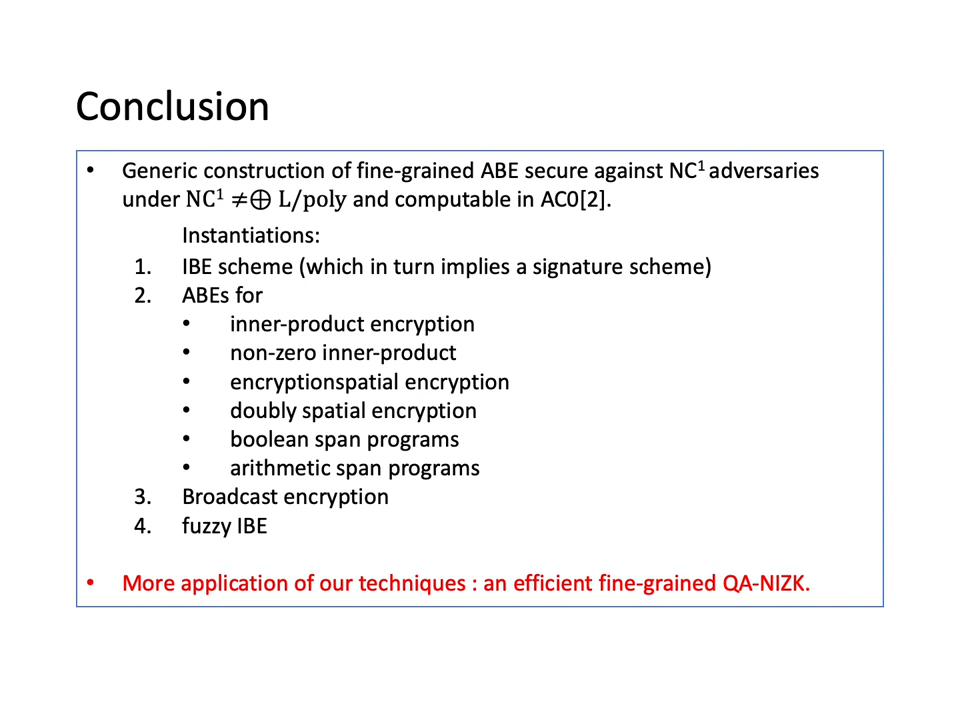 Conclusion
• Generic construction of fine-grained ABE secure against NC¹ adversaries
under NC¹ ≠⊕ L/poly and computable in AC0[2].
Instantiations:
1. IBE scheme (which in turn implies a signature scheme)
2. ABEs for
• inner-product encryption
• non-zero inner-product
• encryptionspatial encryption
• doubly spatial encryption
• boolean span programs
• arithmetic span programs
3. Broadcast encryption
4. fuzzy IBE
• More application of our techniques : an efficient fine-grained QA-NIZK.